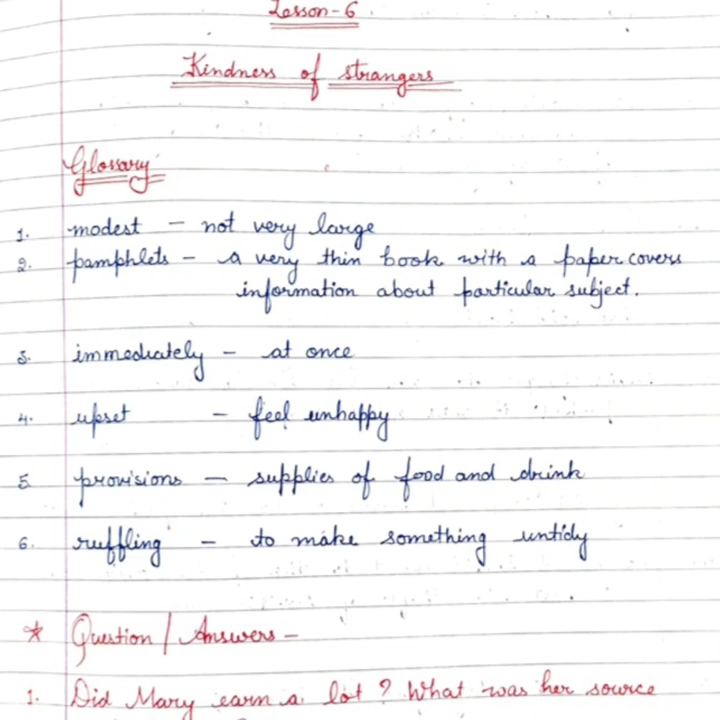 Lesson-6
Kindness of strangers
Glossary
1. modest - not very large
2. pamphlets - a very thin book with a paper covers
information about particular subject.
3. immediately - at once
4. upset - feel unhappy
5. provisions - supplies of food and drink
6. ruffling - to make something untidy
* Question/Answers -
1. Did Mary earn a lot? What was her source